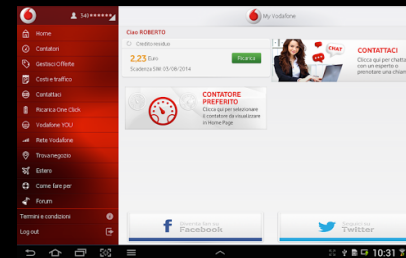 349******
Home
Contatori
Gestisci Offerte
Costi e traffico
Contattaci
Ricarica One Click
Vodafone YOU
Rete Vodafone
Trova negozio
Estero
Come fare per
Forum
Termini e condizioni
Log out
My Vodafone
Ciao ROBERTO
Credito residuo
2,23 Euro
Ricarica
Scadenza SIM: 03/08/2014
CHAT
CONTATTACI
Clicca qui per chatta
con un esperto o
prenotare una chiam
CONTATORE
PREFERITO
Clicca qui per selezionare
il contatore da visualizzare
in Home Page
Facebook
Twitter
10:31